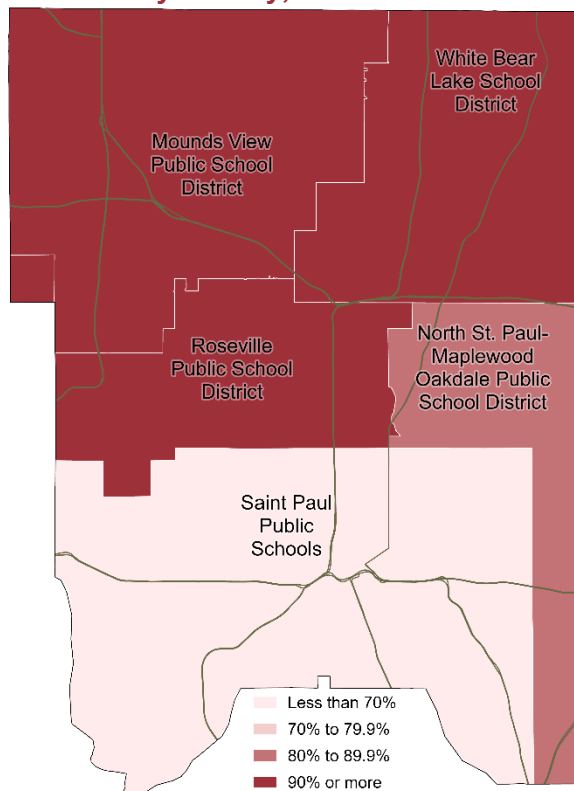 White Bear
Lake School
District
Mounds View
Public School
District
Roseville
Public School
District
North St. Paul-
Maplewood
Oakdale Public
School District
Saint Paul
Public
Schools
Less than 70%
70% to 79.9%
80% to 89.9%
90% or more